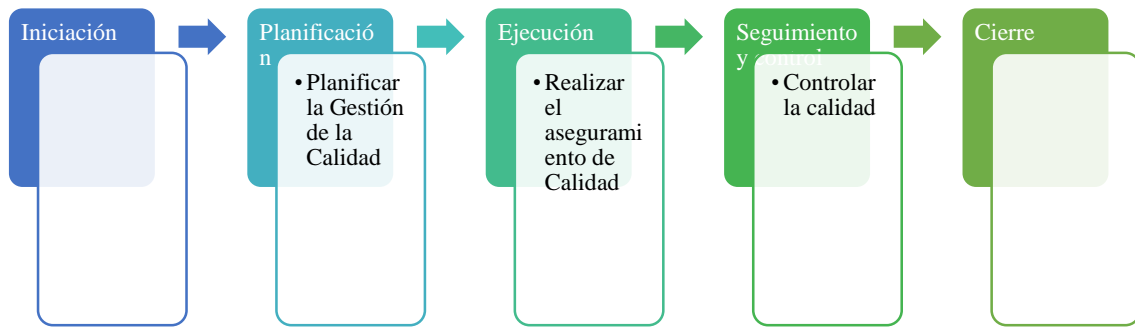 Iniciación
Planificació
n
• Planificar
la Gestión
de la
Calidad
Ejecución
• Realizar
el
asegurami
ento de
Calidad
Seguimiento
y control
• Controlar
la calidad
Cierre